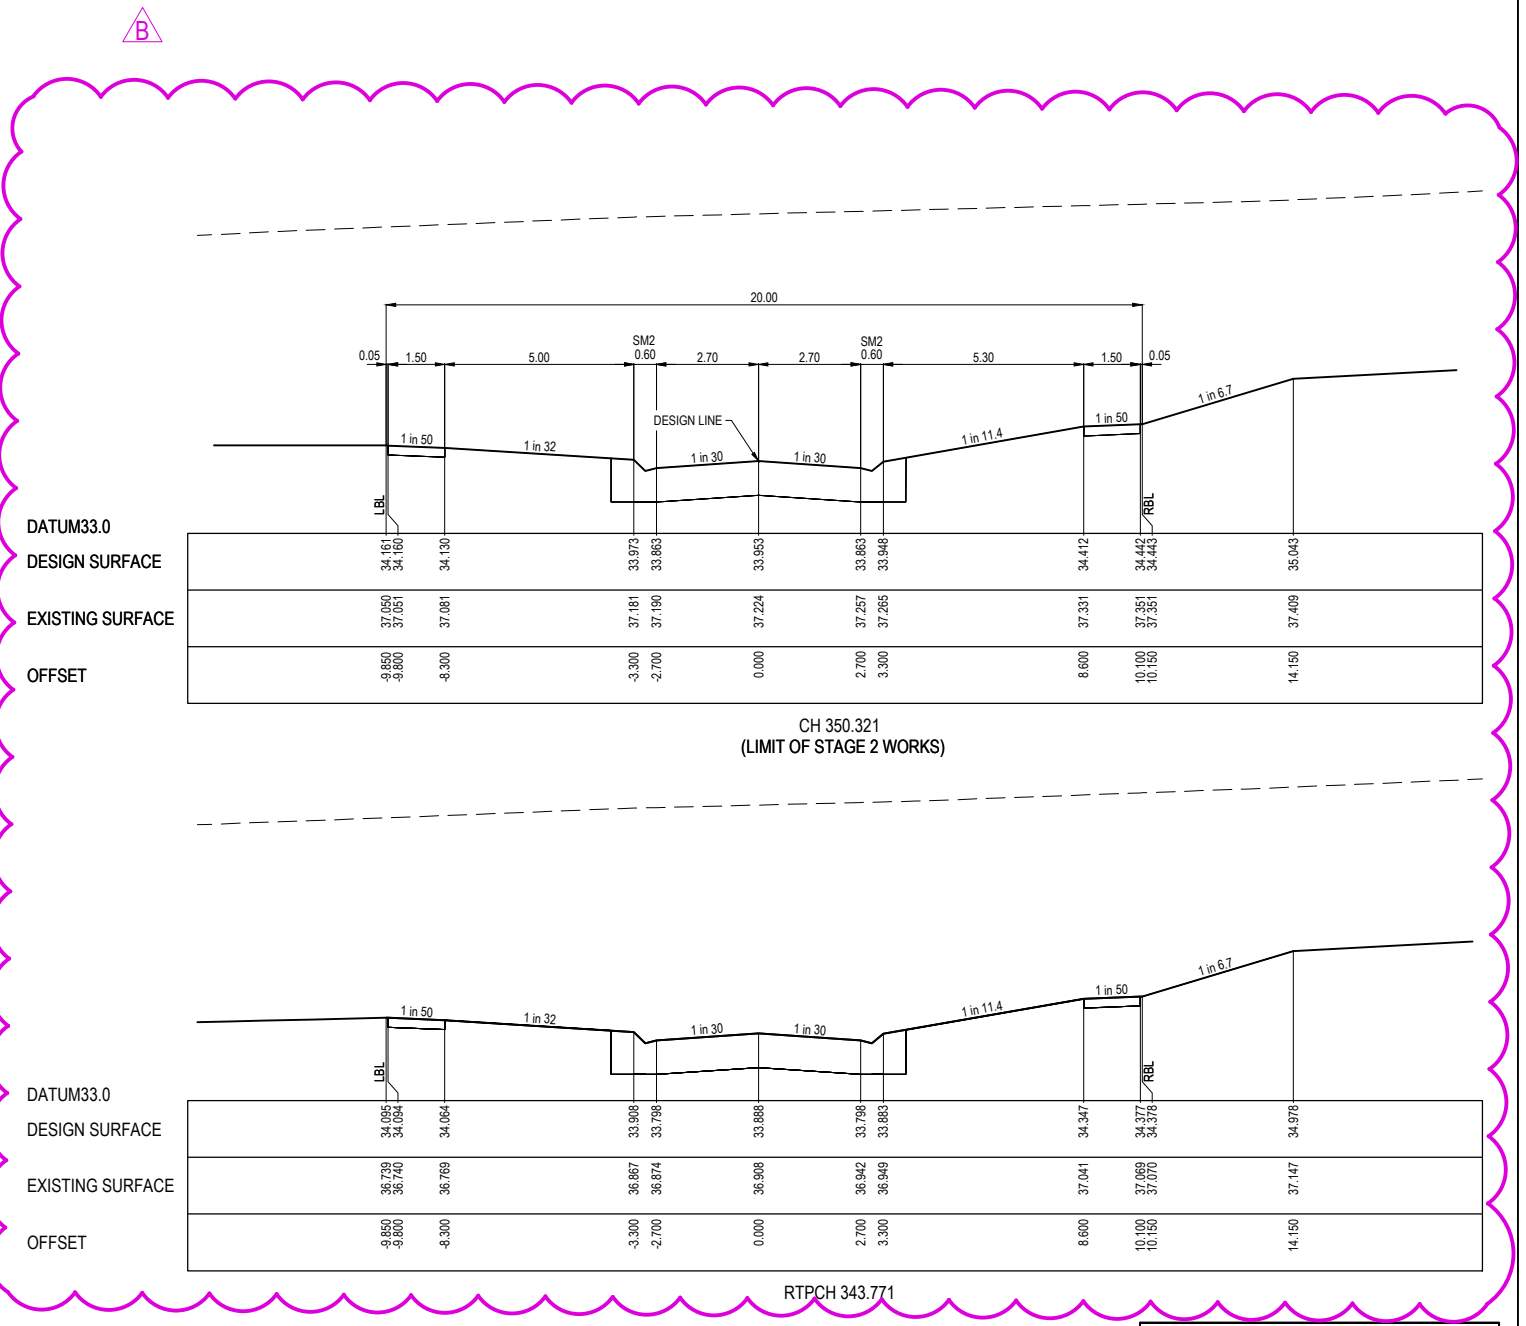 B
20.00
SM2 SM2
0.05 1.50 5.00 0.60 2.70 2.70 0.60 5.30 1.50 0.05
DESIGN LINE
1 in 50 1 in 32 1 in 30 1 in 30 1 in 11.4 1 in 50 1 in 6.7
LBL RBL
DATUM33.0
DESIGN SURFACE 34.161 34.160 34.130 33.973 33.863 33.953 33.863 33.948 34.412 34.442 34.443 35.043
EXISTING SURFACE 37.050 37.051 37.081 37.181 37.190 37.224 37.257 37.265 37.331 37.351 37.351 37.409
OFFSET -9.850 -9.800 -8.300 -3.300 -2.700 0.000 2.700 3.300 8.600 10.100 10.150 14.150
CH 350.321
(LIMIT OF STAGE 2 WORKS)
1 in 50 1 in 32 1 in 30 1 in 30 1 in 11.4 1 in 50 1 in 6.7
LBL RBL
DATUM33.0
DESIGN SURFACE 34.095 34.094 34.064 33.908 33.798 33.888 33.798 33.883 34.347 34.377 34.378 34.978
EXISTING SURFACE 36.739 36.740 36.769 36.867 36.874 36.908 36.942 36.949 37.041 37.069 37.070 37.147
OFFSET -9.850 -9.800 -8.300 -3.300 -2.700 0.000 2.700 3.300 8.600 10.100 10.150 14.150
RTPCH 343.771